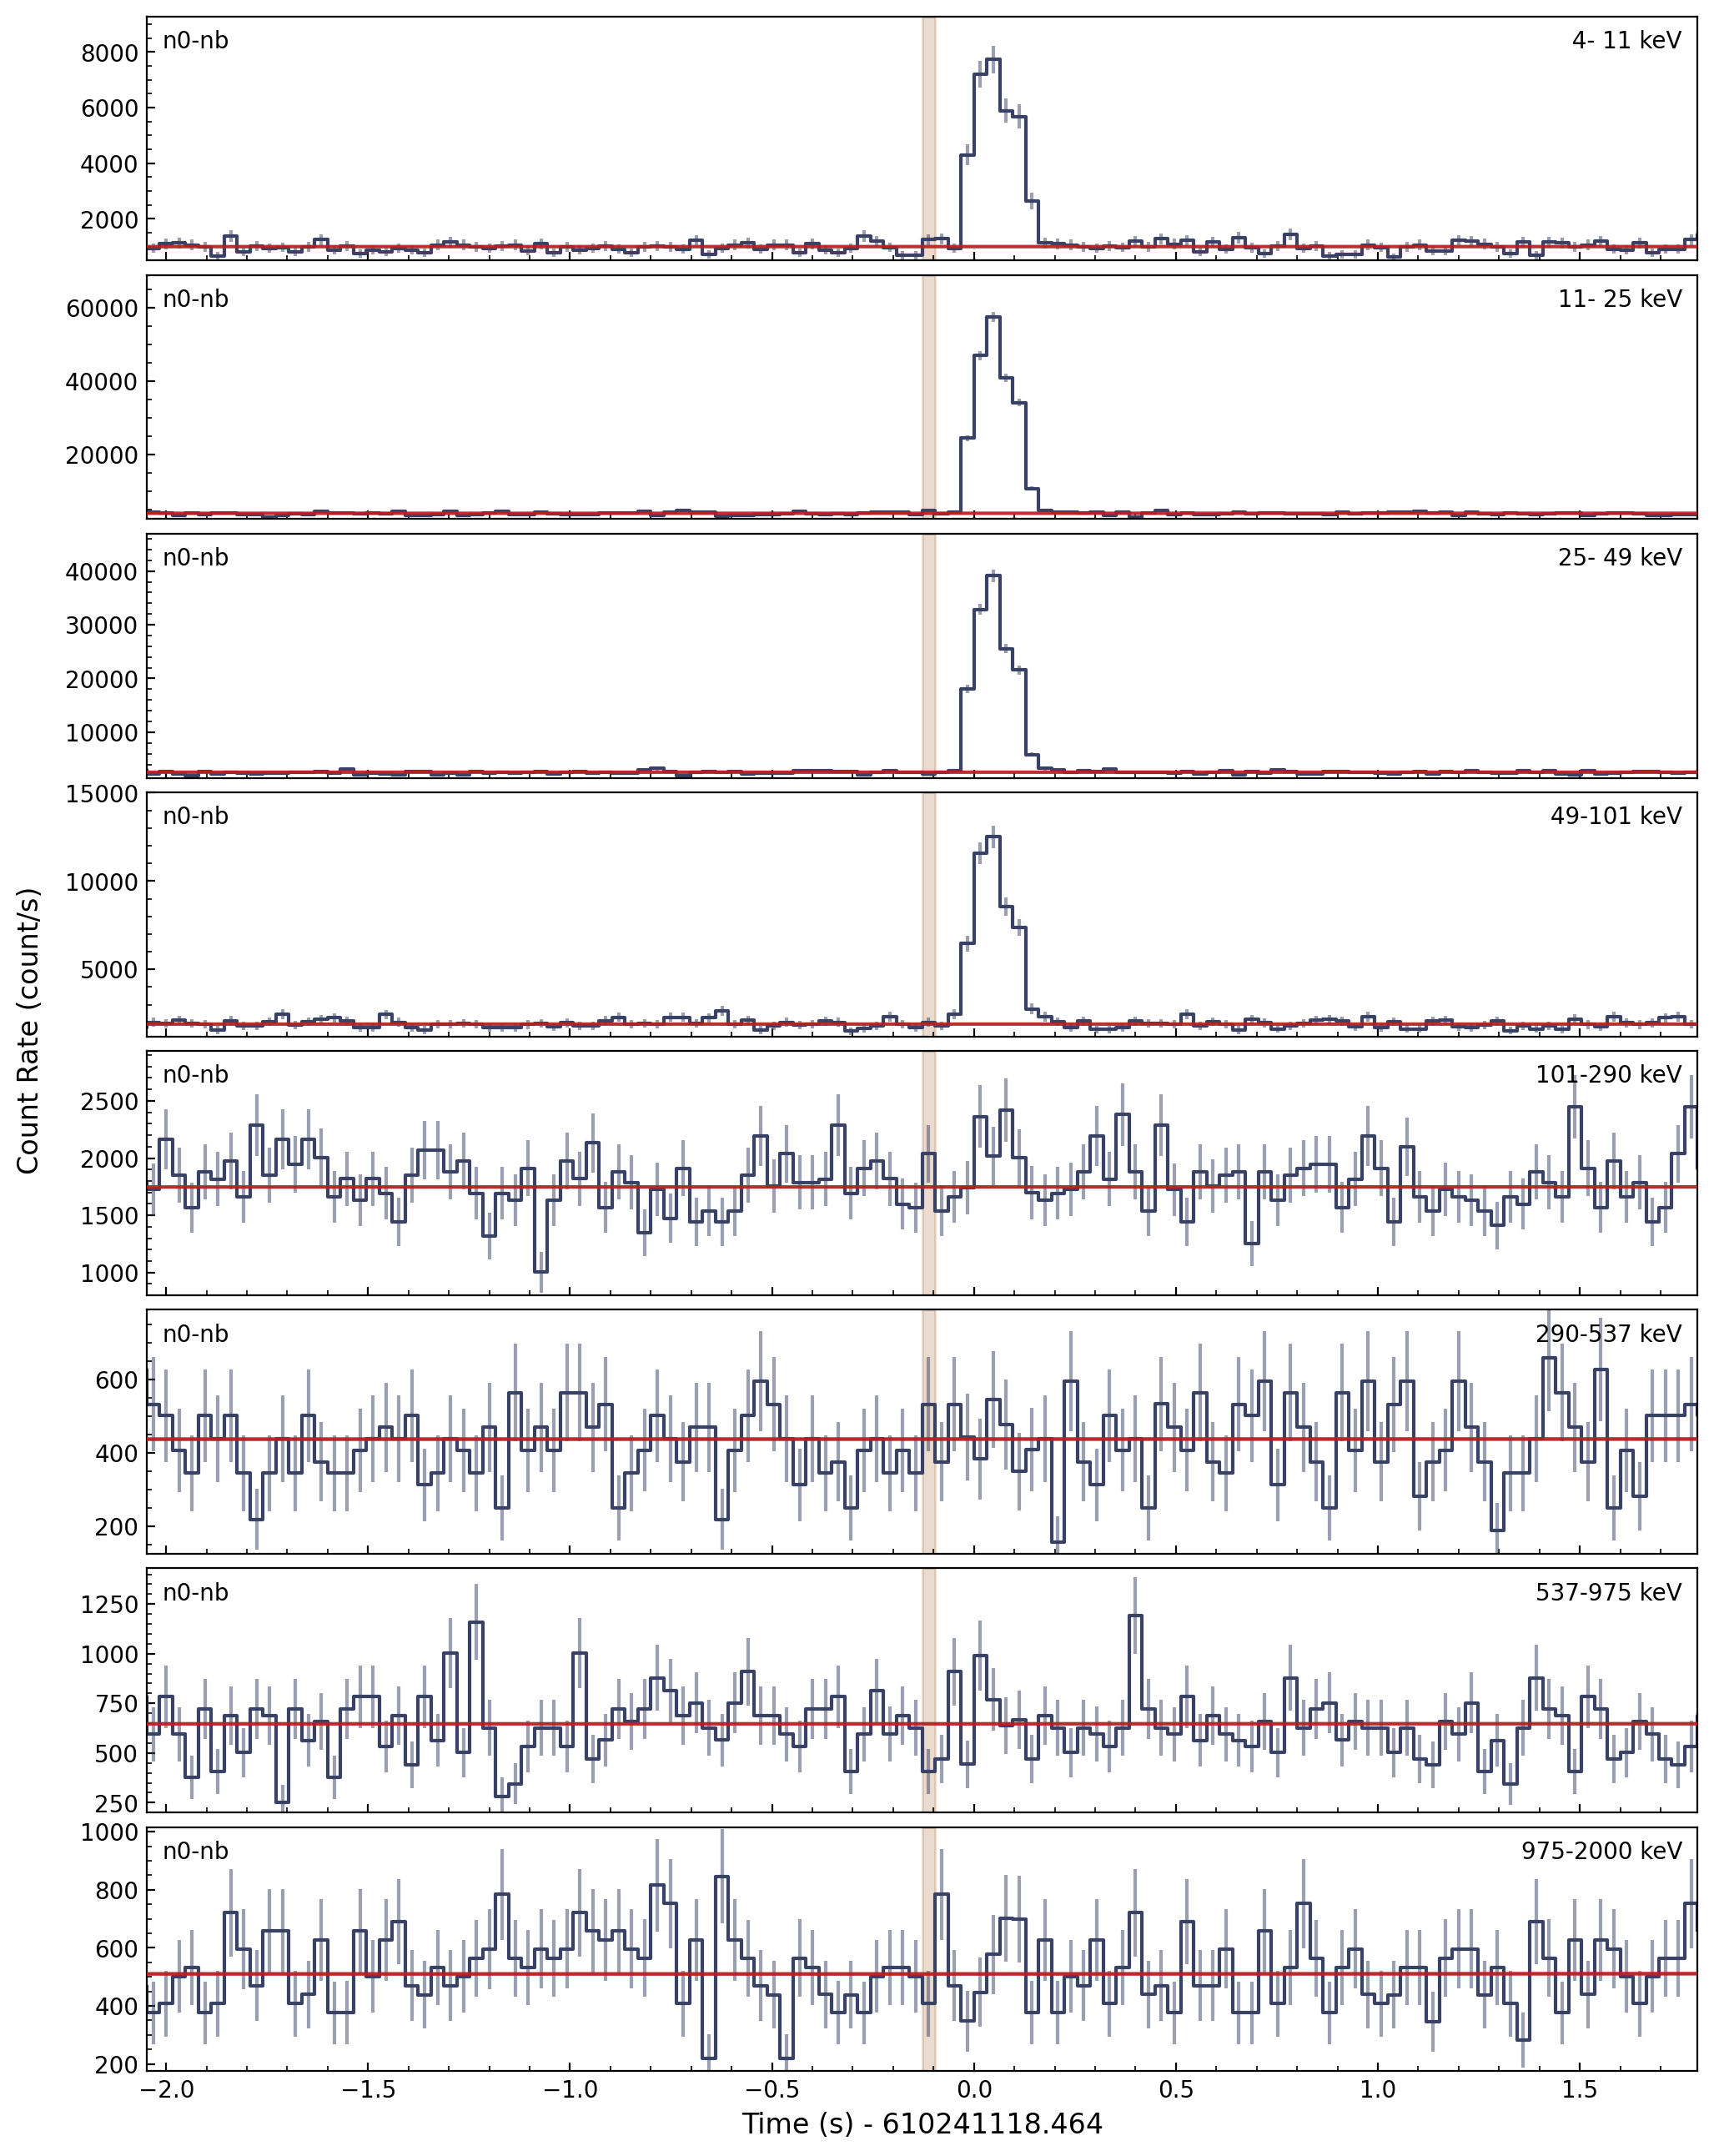 n0-nb 4- 11 keV
8000
6000
4000
2000
n0-nb 11- 25 keV
60000
40000
20000
n0-nb 25- 49 keV
40000
30000
20000
10000
n0-nb 49-101 keV
15000
10000
5000
n0-nb 101-290 keV
2500
2000
1500
1000
n0-nb 290-537 keV
600
400
200
n0-nb 537-975 keV
1250
1000
750
500
250
n0-nb 975-2000 keV
1000
800
600
400
200
−2.0 −1.5 −1.0 −0.5 0.0 0.5 1.0 1.5
Time (s) - 610241118.464
Count Rate (count/s)